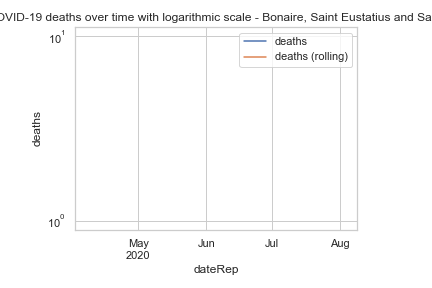 OVID-19 deaths over time with logarithmic scale - Bonaire, Saint Eustatius and Sa
10¹
deaths
deaths (rolling)
deaths
10⁰
May
2020
Jun
Jul
Aug
dateRep